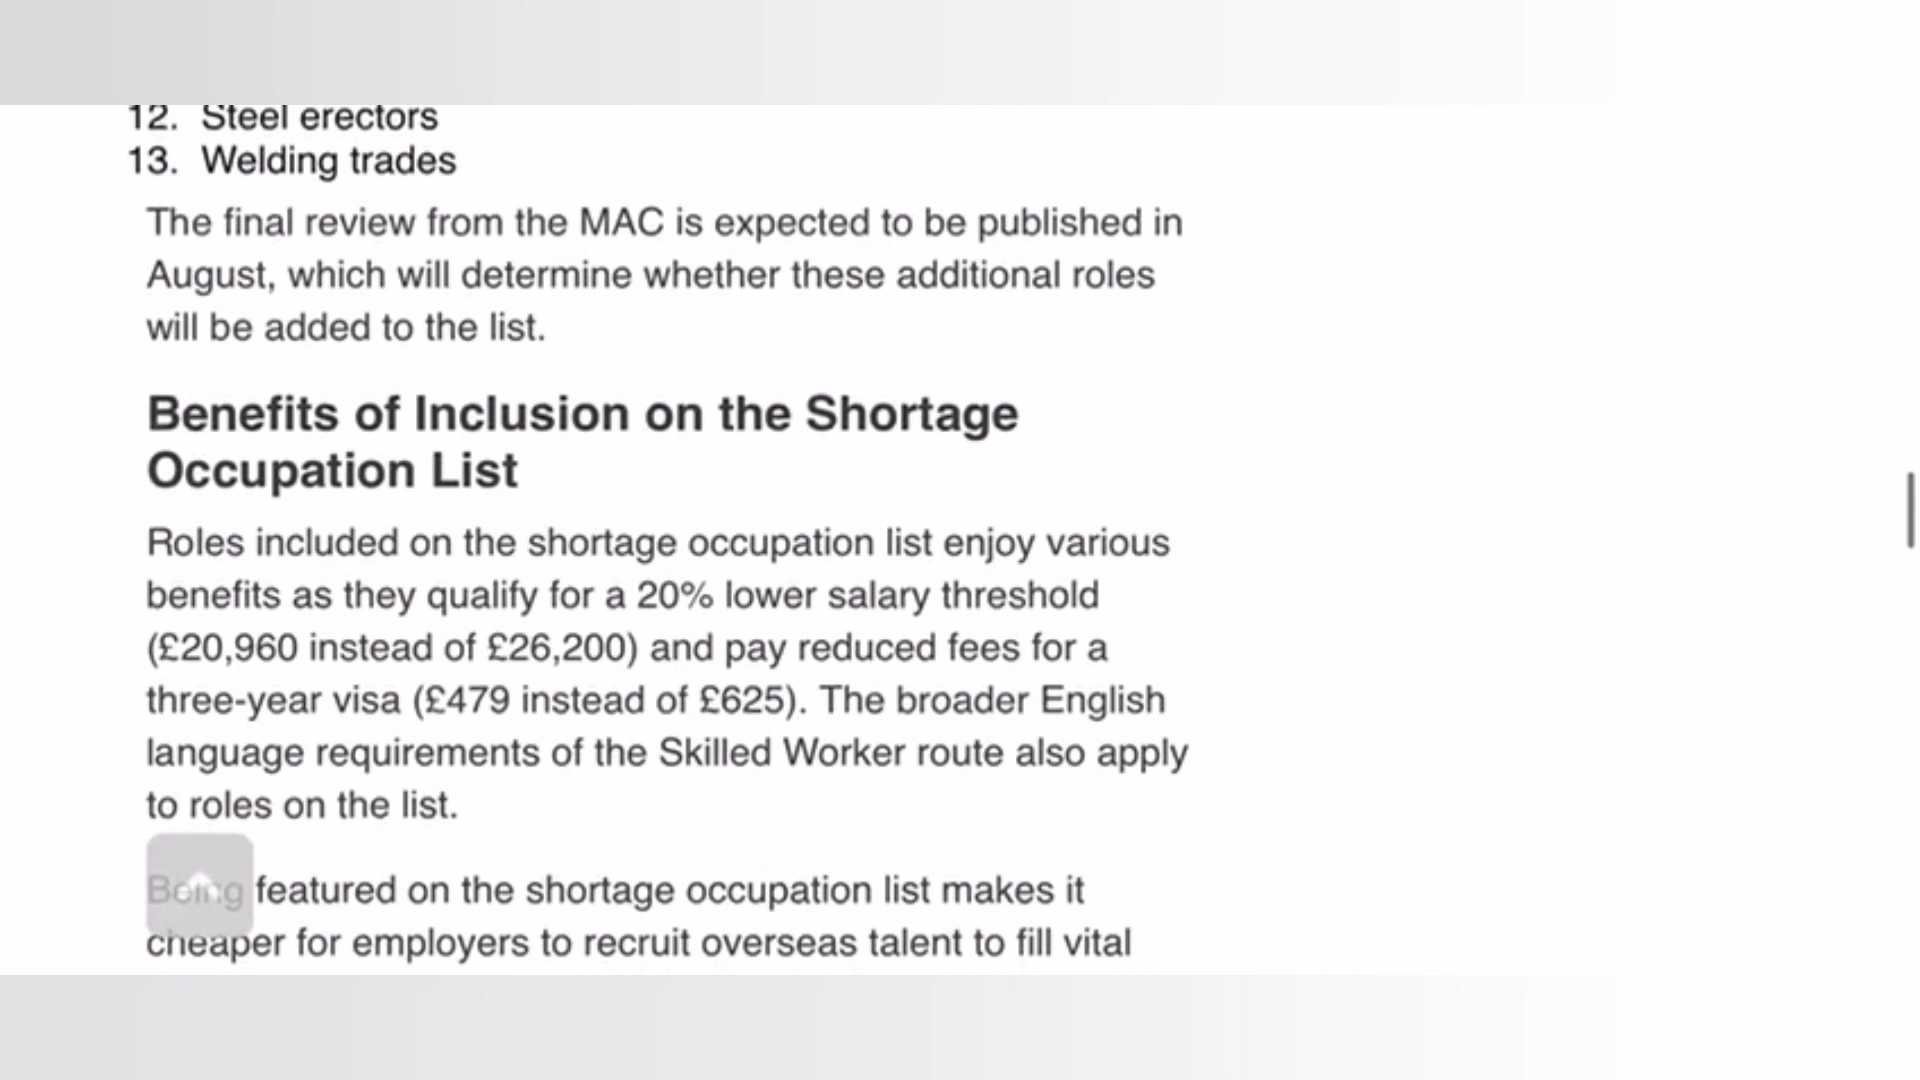 12. Steel erectors
13. Welding trades
The final review from the MAC is expected to be published in
August, which will determine whether these additional roles
will be added to the list.
Benefits of Inclusion on the Shortage
Occupation List
Roles included on the shortage occupation list enjoy various
benefits as they qualify for a 20% lower salary threshold
(£20,960 instead of £26,200) and pay reduced fees for a
three-year visa (£479 instead of £625). The broader English
language requirements of the Skilled Worker route also apply
to roles on the list.
Being featured on the shortage occupation list makes it
cheaper for employers to recruit overseas talent to fill vital